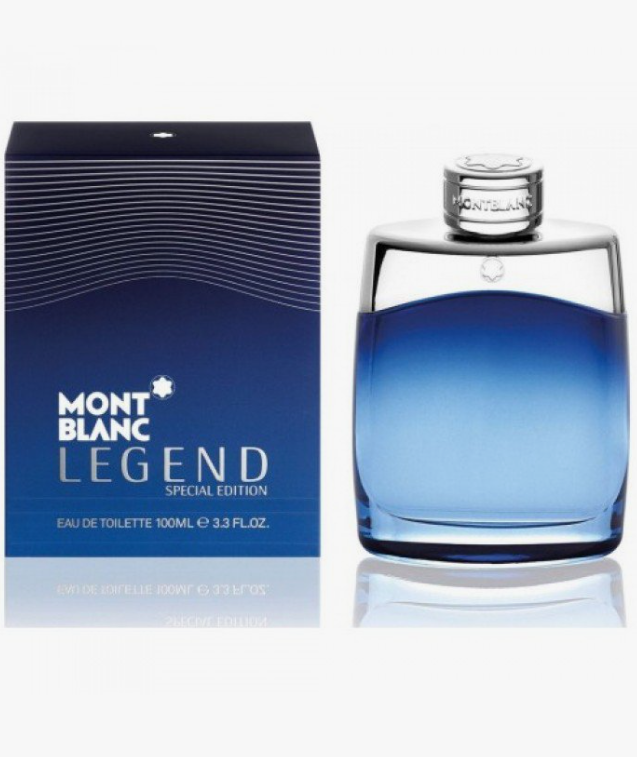 MONT
BLANC
LEGEND
SPECIAL EDITION
EAU DE TOILETTE 100ML ℮ 3.3 FL.OZ.
MONTBLANC